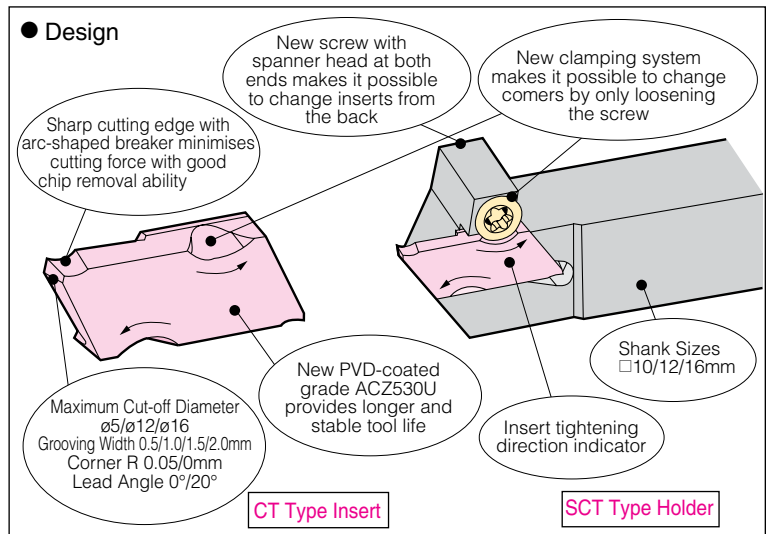 ● Design
New screw with
spanner head at both
ends makes it possible
to change inserts from
the back
New clamping system
makes it possible to change
comers by only loosening
the screw
Sharp cutting edge with
arc-shaped breaker minimises
cutting force with good
chip removal ability
Maximum Cut-off Diameter
ø5/ø12/ø16
Grooving Width 0.5/1.0/1.5/2.0mm
Corner R 0.05/0mm
Lead Angle 0°/20°
New PVD-coated
grade ACZ530U
provides longer and
stable tool life
Insert tightening
direction indicator
Shank Sizes
□10/12/16mm
CT Type Insert
SCT Type Holder